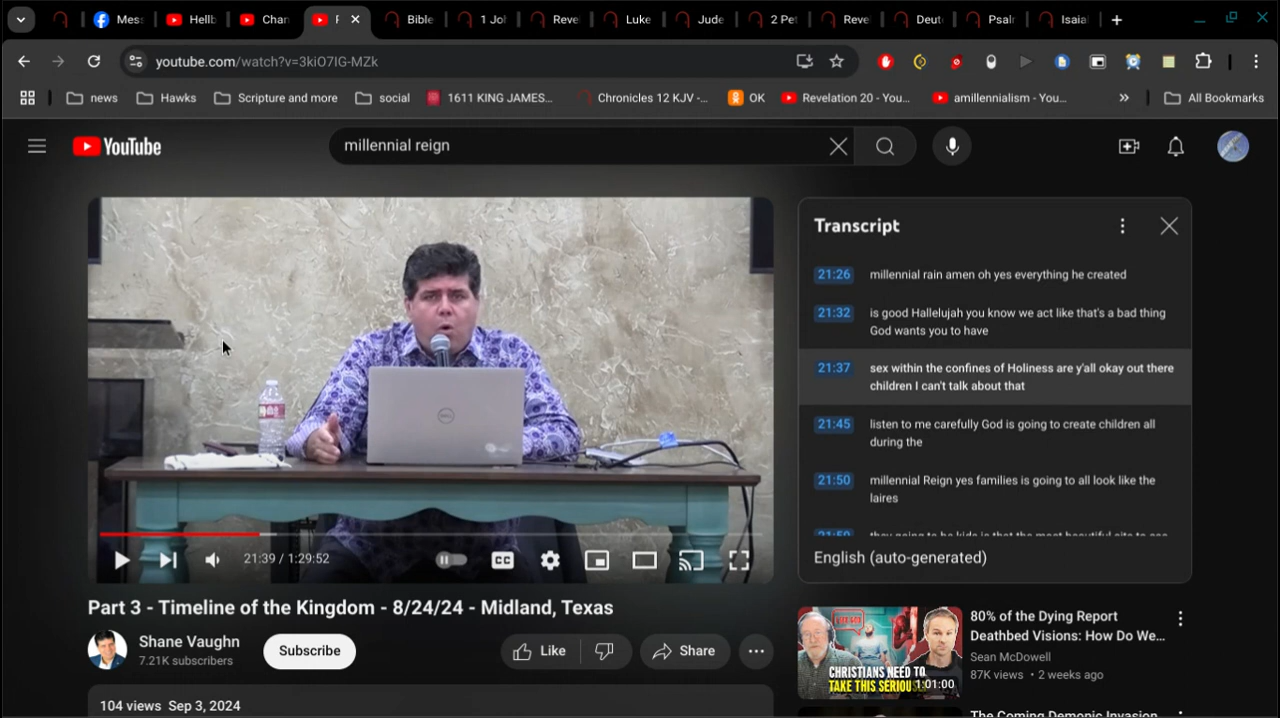 Mess
Hellb
Chan
F
Bible
1 Joh
Reve
Luke
Jude
2 Pet
Reve
Deut
Psalr
Isaia
youtube.com/watch?v=3kiO7IG-MZk
news
Hawks
Scripture and more
social
1611 KING JAMES...
Chronicles 12 KJV -...
OK
Revelation 20 - You...
amillennialism - You...
»
All Bookmarks
YouTube
millennial reign
Transcript
21:26 millennial rain amen oh yes everything he created
21:32 is good Hallelujah you know we act like that's a bad thing
God wants you to have
21:37 sex within the confines of Holiness are y'all okay out there
children I can't talk about that
21:45 listen to me carefully God is going to create children all
during the
21:50 millennial Reign yes families is going to all look like the
laires
English (auto-generated)
DELL
CC
21:39 / 1:29:52
Part 3 - Timeline of the Kingdom - 8/24/24 - Midland, Texas
Shane Vaughn
7.21K subscribers
Subscribe
Like
Share
104 views Sep 3, 2024
CHRISTIANS NEED TO
TAKE THIS SERIOUS
1:01:00
80% of the Dying Report
Deathbed Visions: How Do We...
Sean McDowell
87K views • 2 weeks ago
The Coming Demonic Invasion